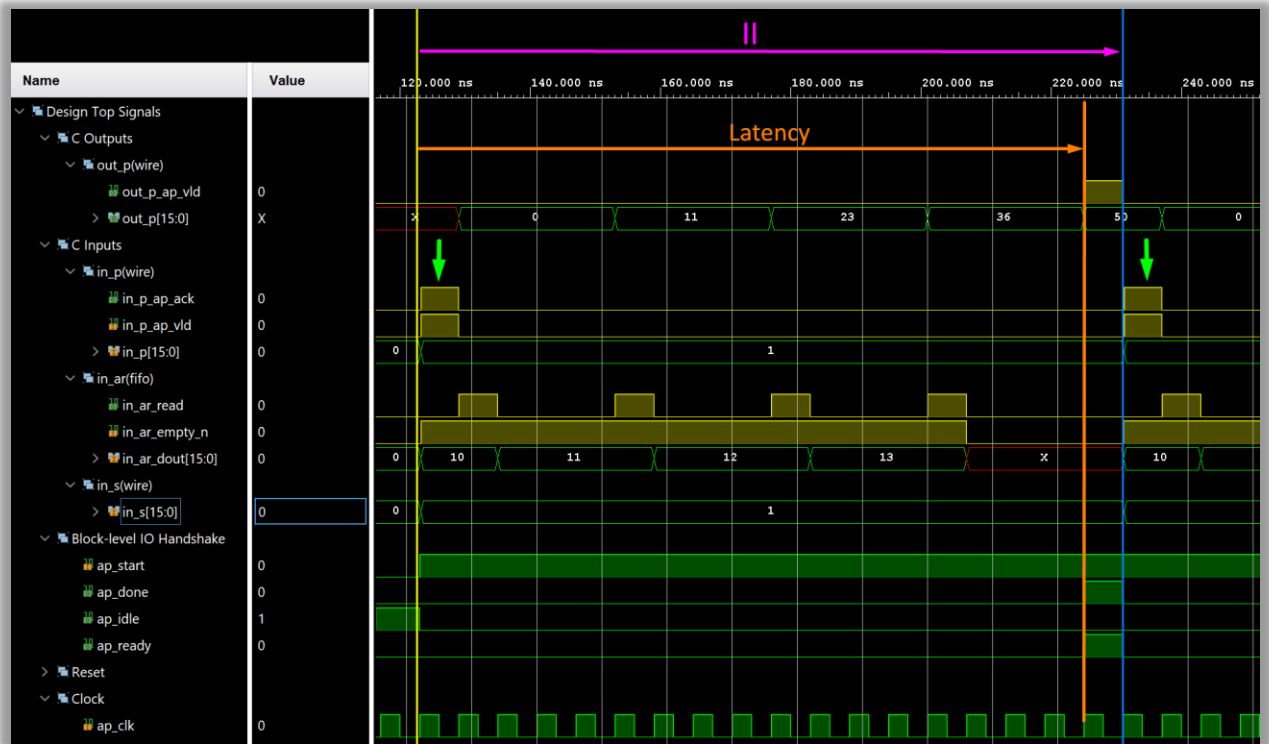 II
Name Value
120.000 ns 140.000 ns 160.000 ns 180.000 ns 200.000 ns 220.000 ns 240.000 ns
Design Top Signals
Latency
C Outputs
out_p(wire)
out_p_ap_vld 0
out_p[15:0] X X 0 11 23 36 50 0
C Inputs
in_p(wire)
in_p_ap_ack 0
in_p_ap_vld 0
in_p[15:0] 0 0 1
in_ar(fifo)
in_ar_read 0
in_ar_empty_n 0
in_ar_dout[15:0] 0 0 10 11 12 13 X 10
in_s(wire)
in_s[15:0] 0 0 1
Block-level IO Handshake
ap_start 0
ap_done 0
ap_idle 1
ap_ready 0
Reset
Clock
ap_clk 0